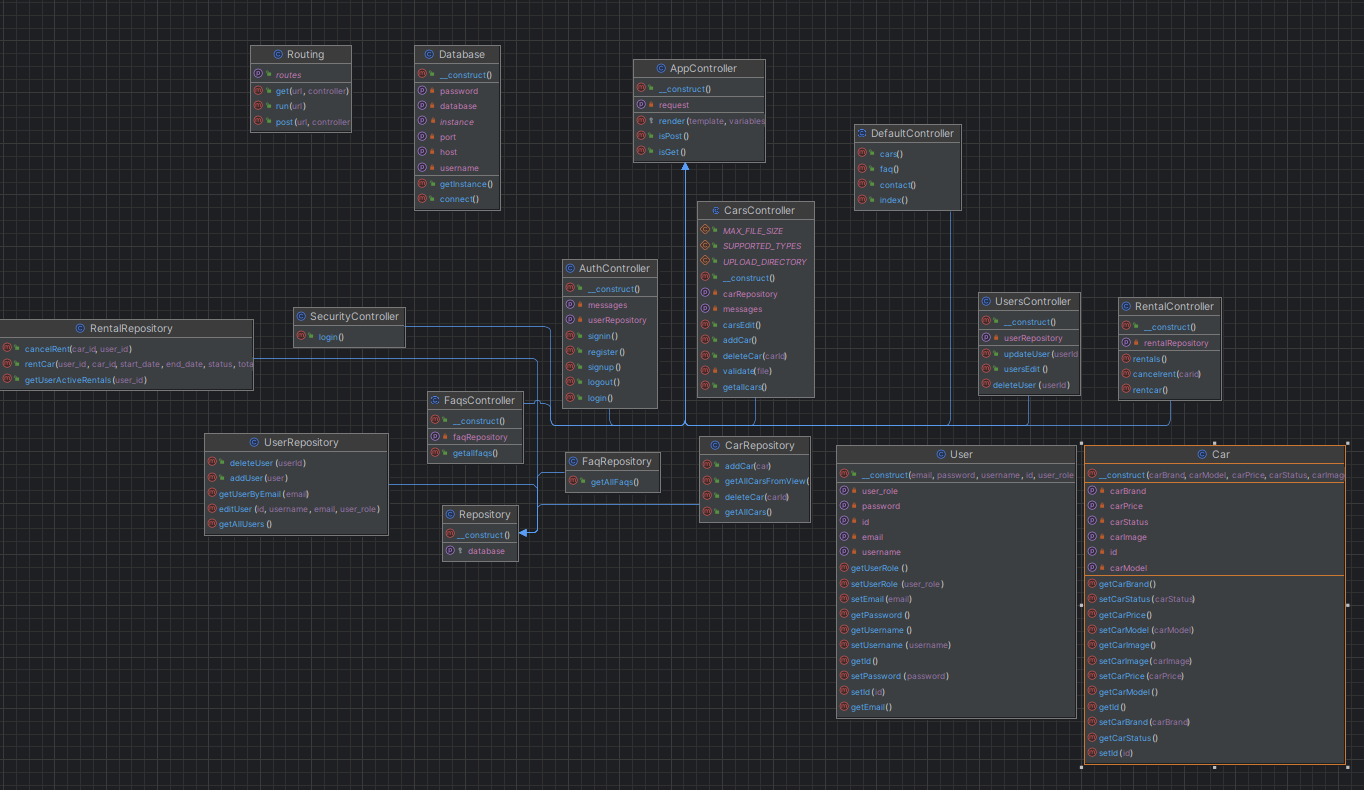 Routing
routes
get(url, controller)
run(url)
post(url, controller
Database
__construct()
password
database
instance
port
host
username
getInstance()
connect()
AppController
__construct()
request
render(template, variables
isPost()
isGet()
DefaultController
cars()
faq()
contact()
index()
CarsController
MAX_FILE_SIZE
SUPPORTED_TYPES
UPLOAD_DIRECTORY
__construct()
carRepository
messages
carsEdit()
addCar()
deleteCar(carId)
validate(file)
getallcars()
AuthController
__construct()
messages
userRepository
signin()
register()
signup()
logout()
login()
UsersController
__construct()
userRepository
updateUser(userId
usersEdit ()
deleteUser (userId)
RentalController
__construct()
rentalRepository
rentals()
cancelrent(carid)
rentcar()
SecurityController
login()
RentalRepository
cancelRent(car_id, user_id)
rentCar(user_id, car_id, start_date, end_date, status, tota
getUserActiveRentals(user_id)
FaqsController
__construct()
faqRepository
getallfaqs()
UserRepository
deleteUser (userId)
addUser (user)
getUserByEmail(email)
editUser (id, username, email, user_role)
getAllUsers ()
FaqRepository
getAllFaqs()
CarRepository
addCar(car)
getAllCarsFromView(
deleteCar(carId)
getAllCars()
Repository
__construct()
database
User
__construct(email, password, username, id, user_role
user_role
password
id
email
username
getUserRole ()
setUserRole (user_role)
setEmail(email)
getPassword ()
getUsername ()
setUsername (username)
getId()
setPassword (password)
setId(id)
getEmail()
Car
__construct(carBrand, carModel, carPrice, carStatus, carImag
carBrand
carPrice
carStatus
carImage
id
carModel
getCarBrand()
setCarStatus (carStatus)
getCarPrice()
setCarModel (carModel)
getCarImage()
setCarImage(carImage)
setCarPrice(carPrice)
getCarModel ()
getId ()
setCarBrand (carBrand)
getCarStatus ()
setId (id)